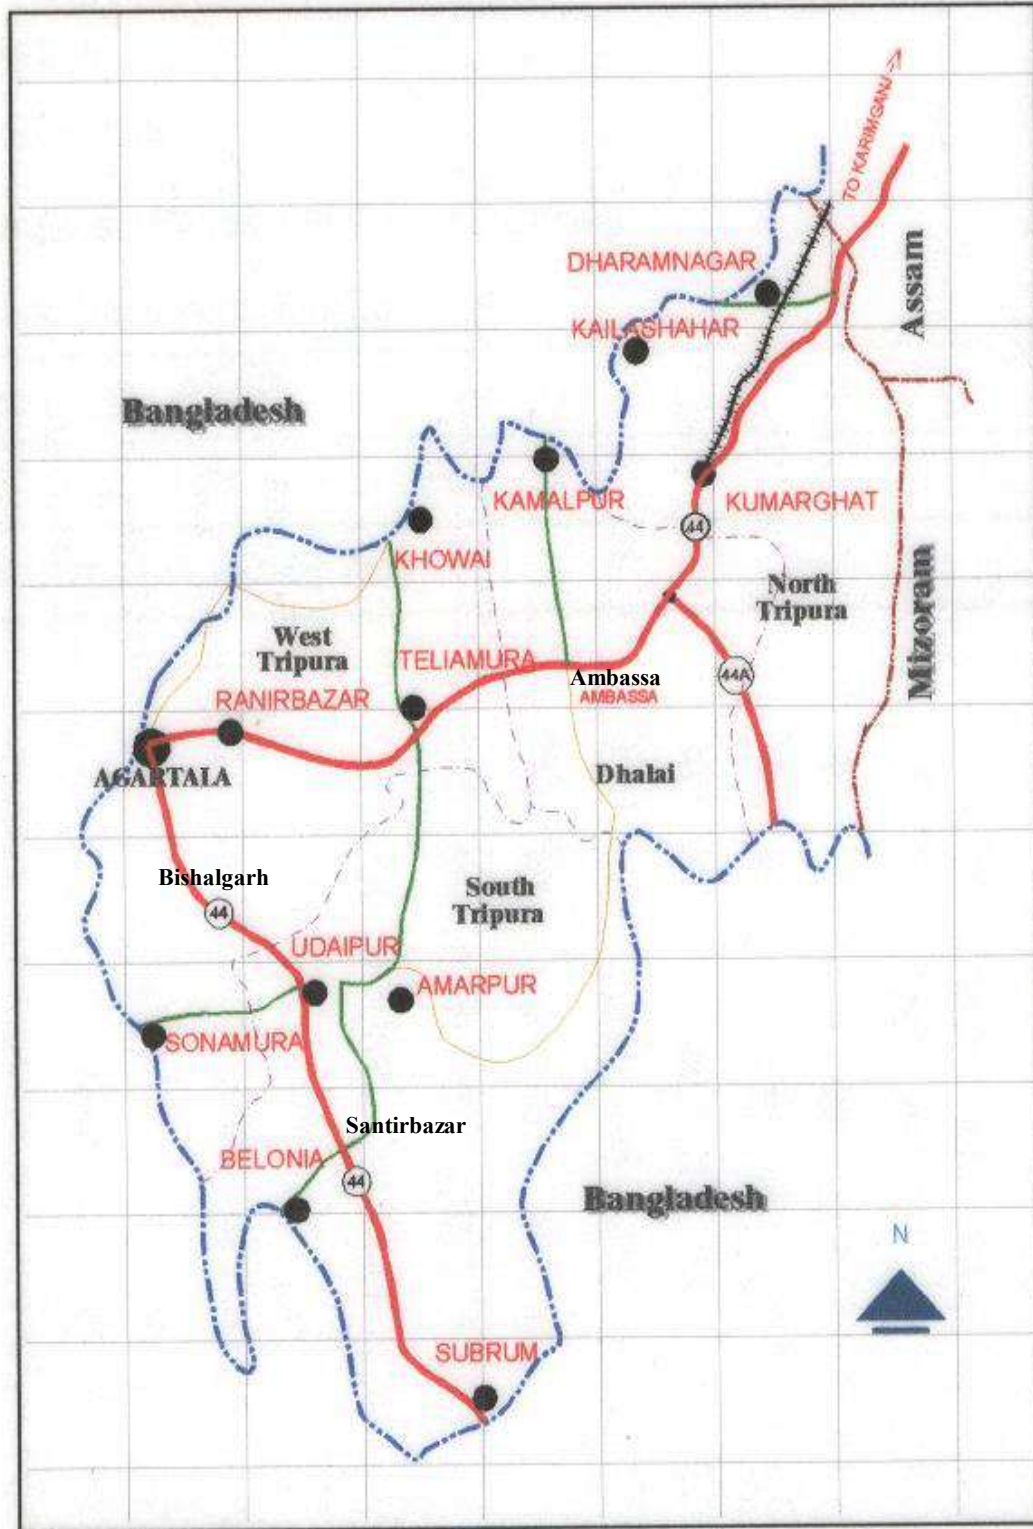 TO KARIMGANJ
DHARAMNAGAR
Assam
KAILASHAHAR
Bangladesh
KAMALPUR
KUMARGHAT
44
KHOWAI
North
Tripura
West
Tripura
Mizoram
TELIAMURA
Ambassa
44A
RANIRBAZAR
AMBASSA
AGARTALA
Dhalai
Bishalgarh
South
Tripura
44
UDAIPUR
AMARPUR
SONAMURA
Santirbazar
BELONIA
44
Bangladesh
N
SUBRUM